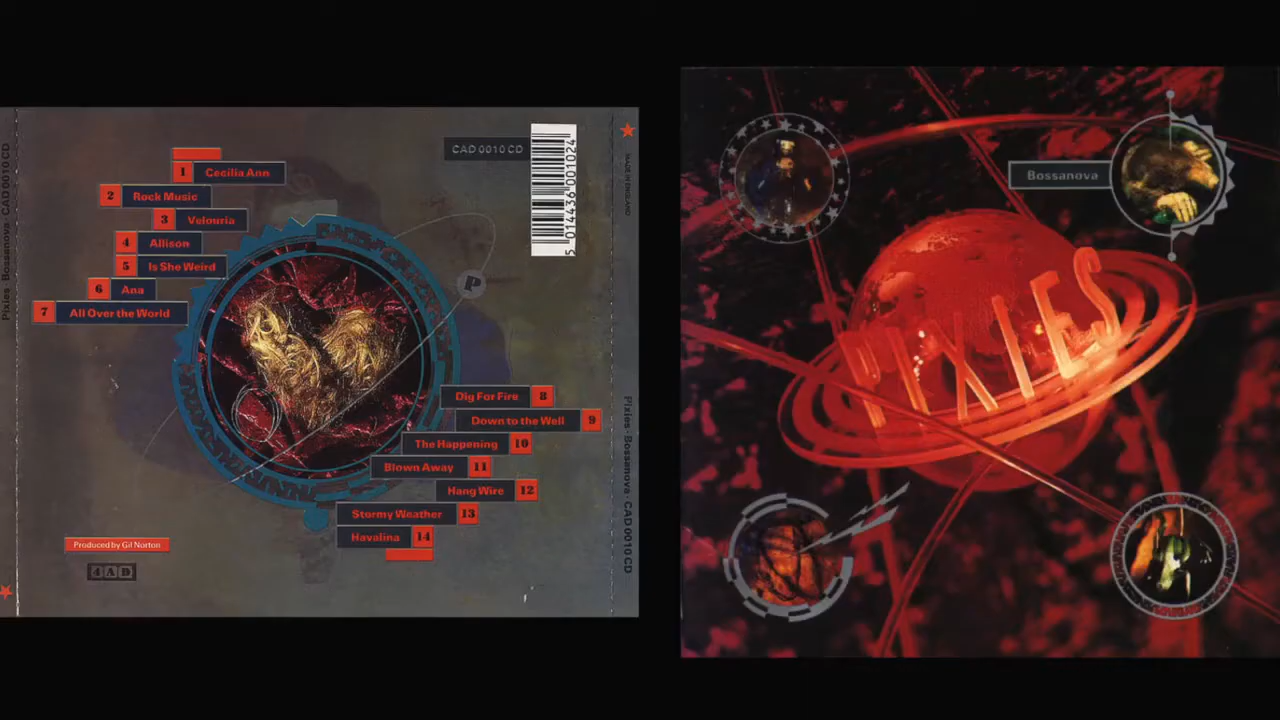 Pixies · Bossanova · CAD 0010 CD
1 Cecilia Ann
2 Rock Music
3 Velouria
4 Allison
5 Is She Weird
6 Ana
7 All Over the World
CAD 0010 CD
5 014436 001024
MADE IN ENGLAND
P
Dig For Fire 8
Down to the Well 9
The Happening 10
Blown Away 11
Hang Wire 12
Stormy Weather 13
Havalina 14
Produced by Gil Norton
4AD
Pixies · Bossanova · CAD 0010 CD
Bossanova
PIXIES